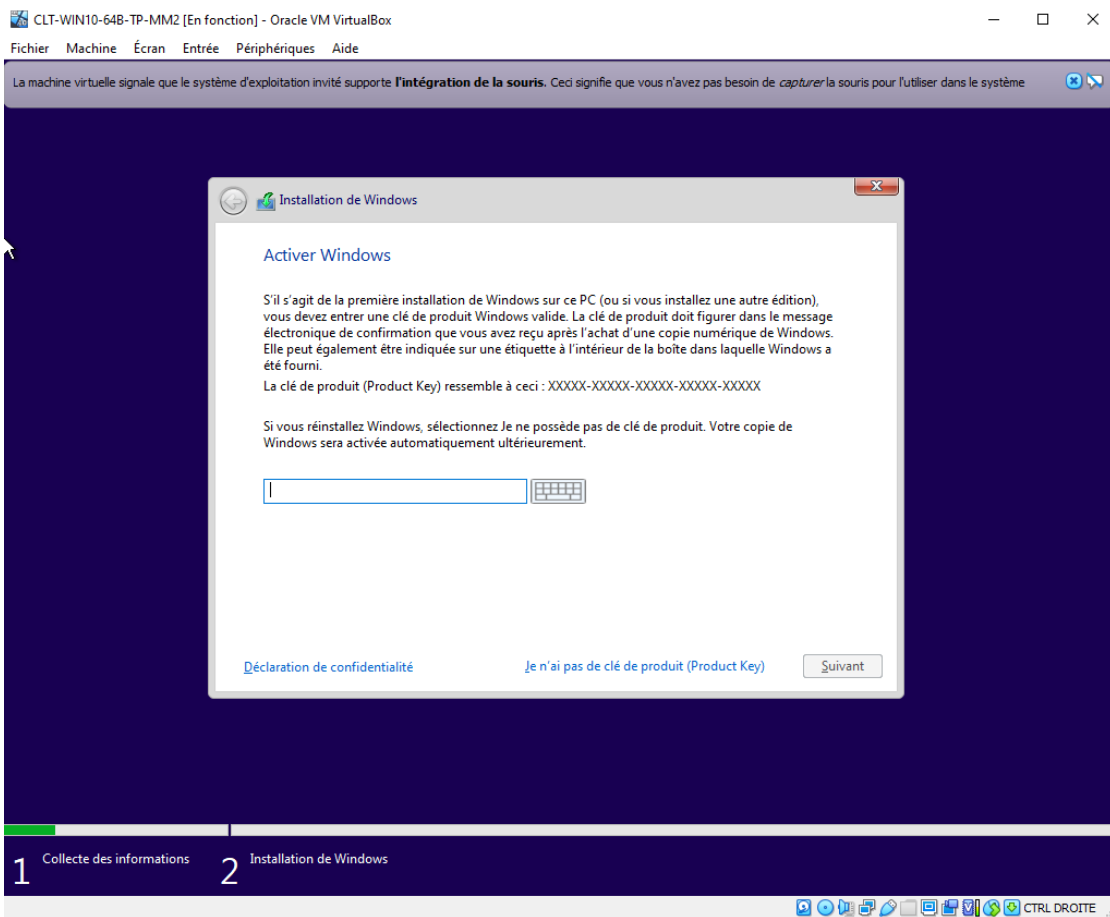 CLT-WIN10-64B-TP-MM2 [En fonction] - Oracle VM VirtualBox
Fichier Machine Écran Entrée Périphériques Aide
La machine virtuelle signale que le système d'exploitation invité supporte l'intégration de la souris. Ceci signifie que vous n'avez pas besoin de capturer la souris pour l'utiliser dans le système
Installation de Windows
Activer Windows
S'il s'agit de la première installation de Windows sur ce PC (ou si vous installez une autre édition),
vous devez entrer une clé de produit Windows valide. La clé de produit doit figurer dans le message
électronique de confirmation que vous avez reçu après l'achat d'une copie numérique de Windows.
Elle peut également être indiquée sur une étiquette à l'intérieur de la boîte dans laquelle Windows a
été fourni.
La clé de produit (Product Key) ressemble à ceci : XXXXX-XXXXX-XXXXX-XXXXX-XXXXX
Si vous réinstallez Windows, sélectionnez Je ne possède pas de clé de produit. Votre copie de
Windows sera activée automatiquement ultérieurement.
Déclaration de confidentialité Je n'ai pas de clé de produit (Product Key) Suivant
1 Collecte des informations 2 Installation de Windows
CTRL DROITE